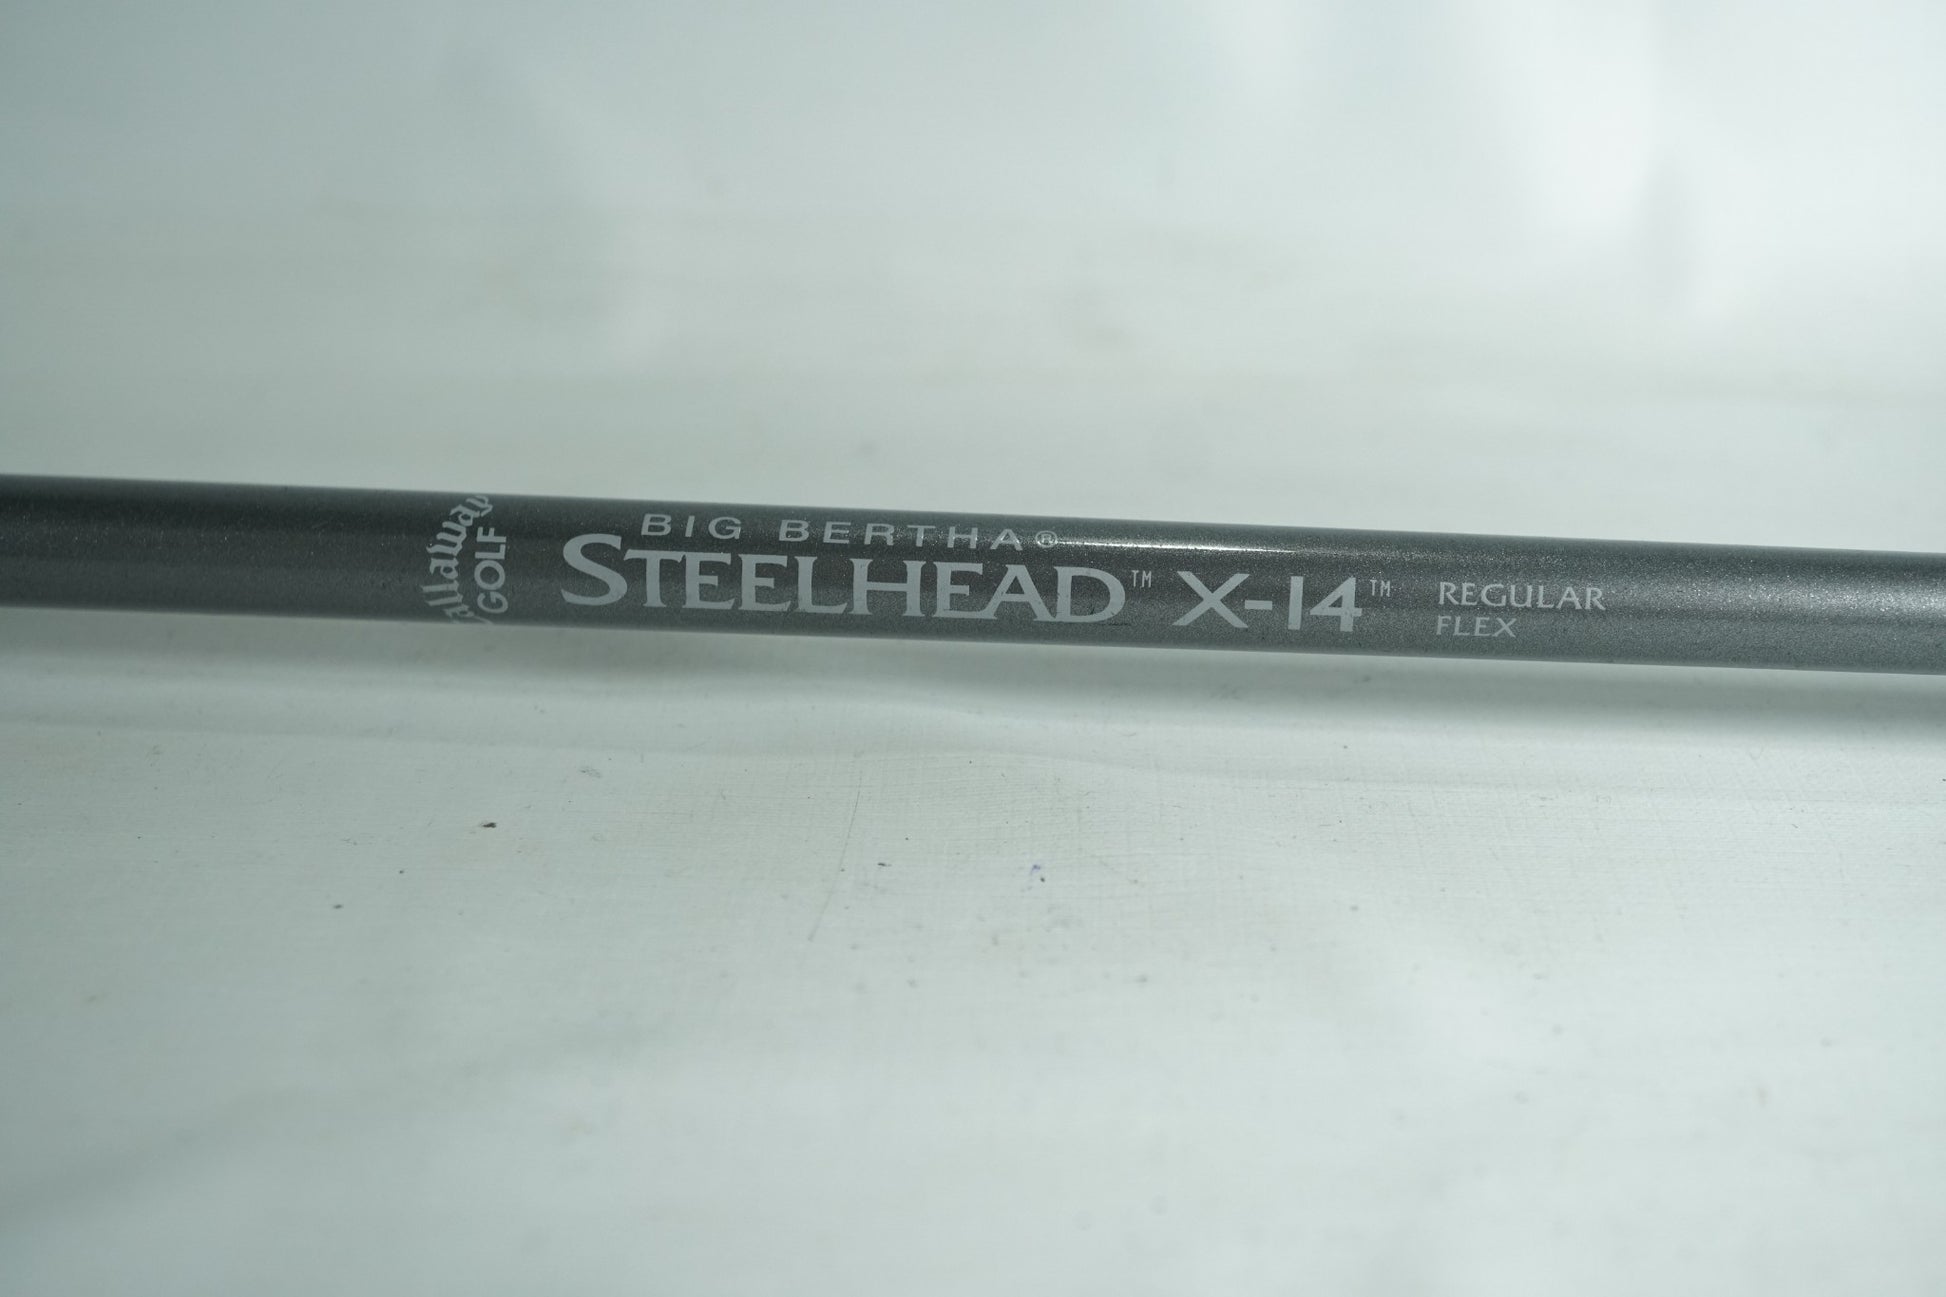 Callaway
GOLF
BIG BERTHA®
STEELHEAD™ X-14™
REGULAR
FLEX